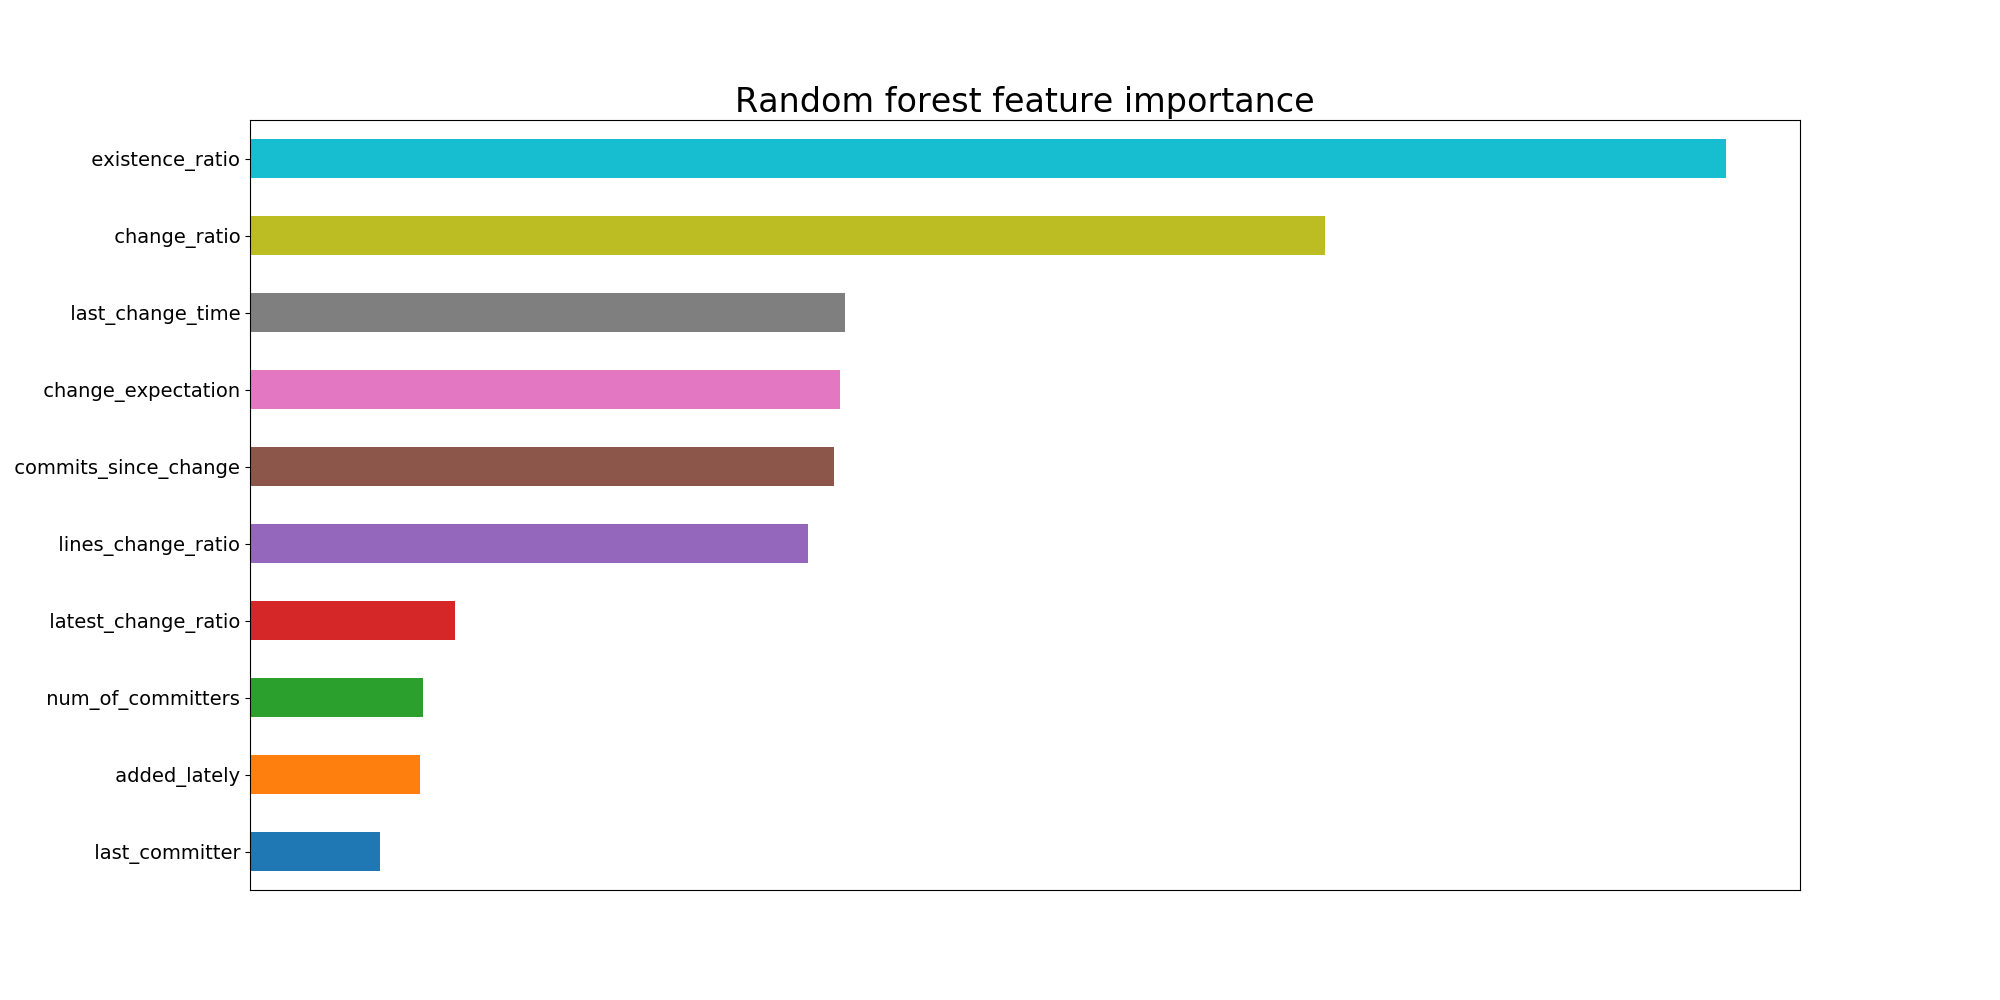 Random forest feature importance
existence_ratio
change_ratio
last_change_time
change_expectation
commits_since_change
lines_change_ratio
latest_change_ratio
num_of_committers
added_lately
last_committer